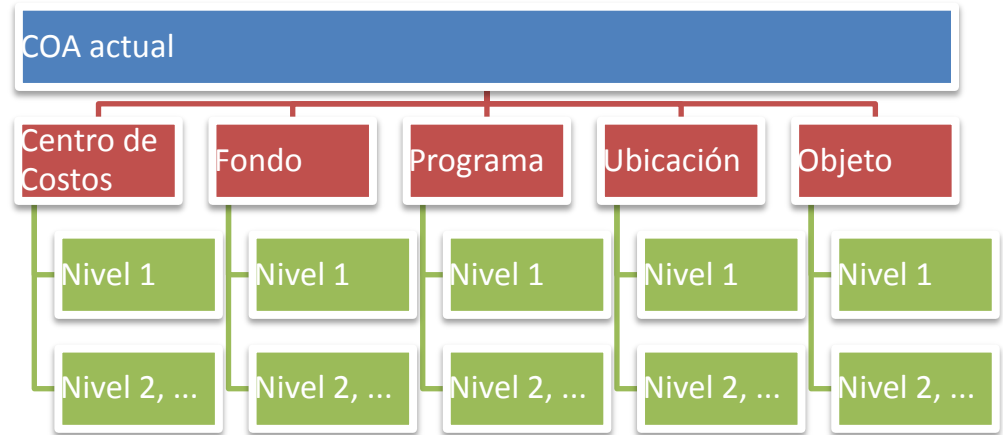 COA actual
Centro de
Costos
Fondo
Programa
Ubicación
Objeto
Nivel 1
Nivel 1
Nivel 1
Nivel 1
Nivel 1
Nivel 2, ...
Nivel 2, ...
Nivel 2, ...
Nivel 2, ...
Nivel 2, ...